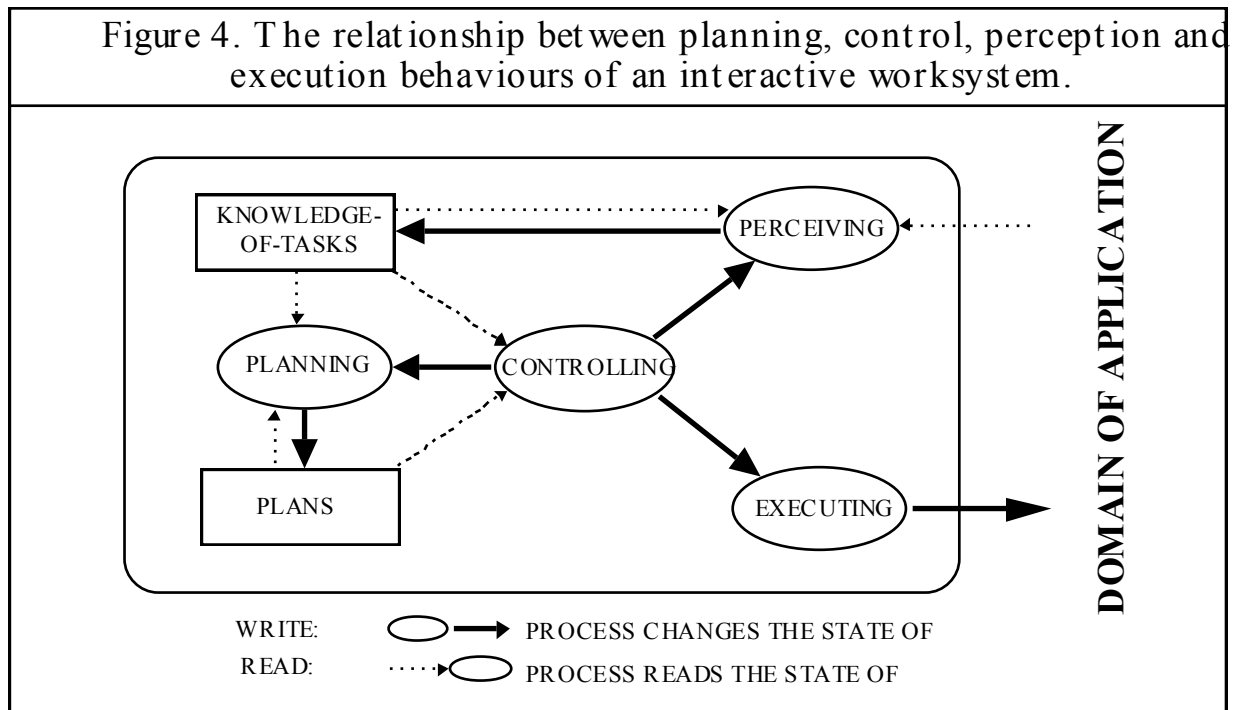 Figure 4. The relationship between planning, control, perception and
execution behaviours of an interactive worksystem.
KNOWLEDGE-
OF-TASKS
PERCEIVING
PLANNING
CONTROLLING
PLANS
EXECUTING
DOMAIN OF APPLICATION
WRITE: PROCESS CHANGES THE STATE OF
READ: PROCESS READS THE STATE OF